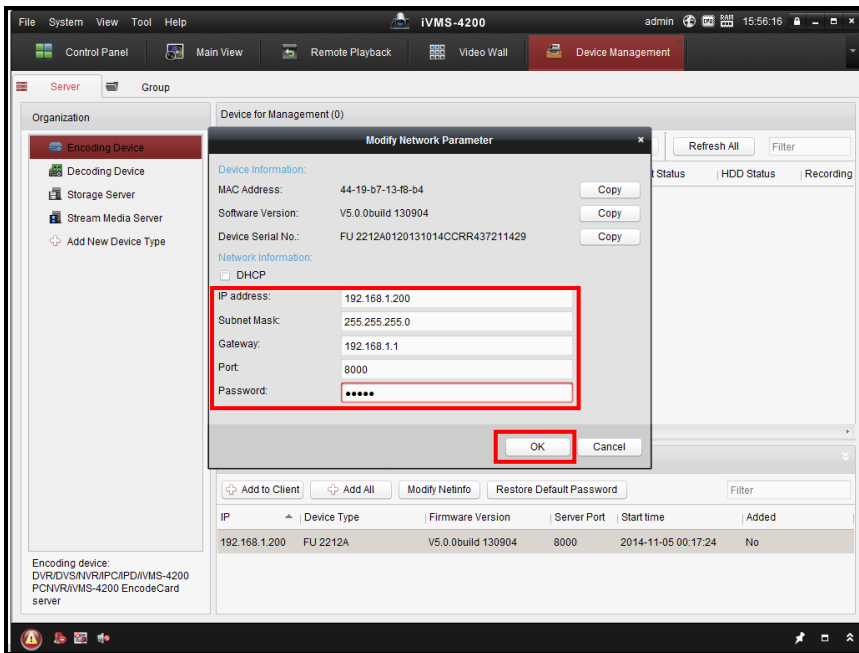 File System View Tool Help iVMS-4200 admin 15:56:16
Control Panel Main View Remote Playback Video Wall Device Management
Server Group
Organization
Encoding Device
Decoding Device
Storage Server
Stream Media Server
Add New Device Type
Encoding device:
DVR/DVS/NVR/IPC/IPD/iVMS-4200
PCNVR/iVMS-4200 EncodeCard
server
Device for Management (0)
Refresh All Filter
t Status HDD Status Recording
Modify Network Parameter
Device Information:
MAC Address: 44-19-b7-13-f8-b4 Copy
Software Version: V5.0.0build 130904 Copy
Device Serial No.: FU 2212A0120131014CCRR437211429 Copy
Network Information:
DHCP
IP address: 192.168.1.200
Subnet Mask: 255.255.255.0
Gateway: 192.168.1.1
Port: 8000
Password: •••••
OK Cancel
Add to Client Add All Modify Netinfo Restore Default Password Filter
IP Device Type Firmware Version Server Port Start time Added
192.168.1.200 FU 2212A V5.0.0build 130904 8000 2014-11-05 00:17:24 No